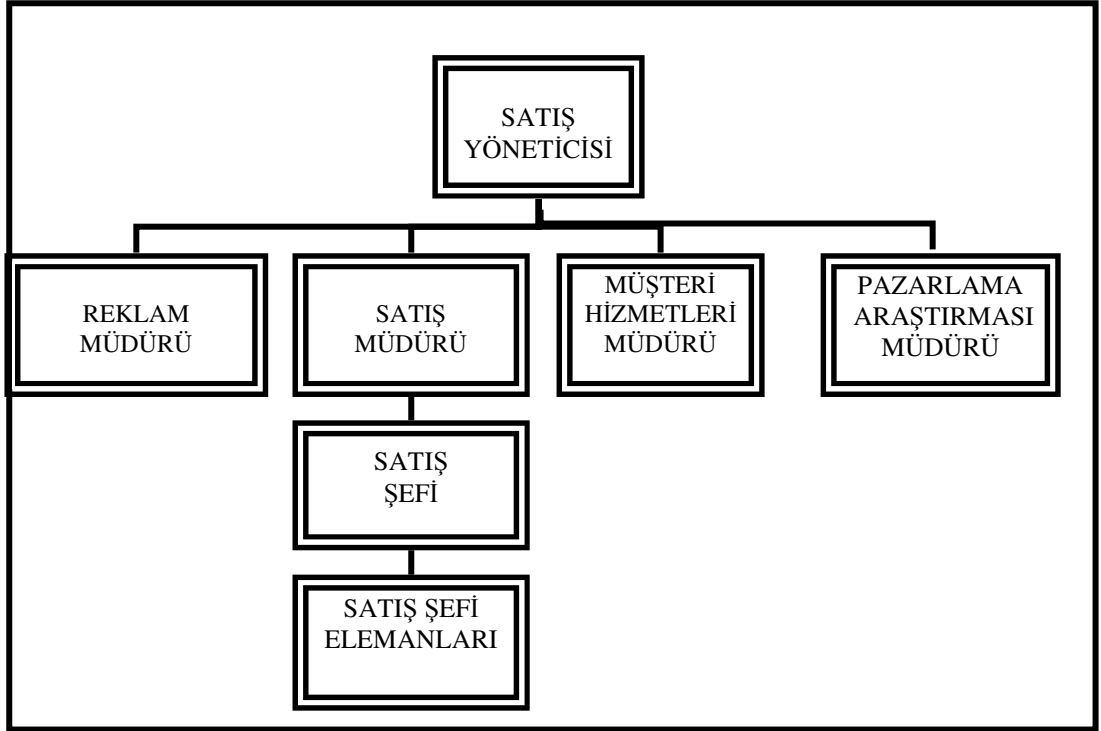 SATIŞ
YÖNETİCİSİ
REKLAM
MÜDÜRÜ
SATIŞ
MÜDÜRÜ
MÜŞTERİ
HİZMETLERİ
MÜDÜRÜ
PAZARLAMA
ARAŞTIRMASI
MÜDÜRÜ
SATIŞ
ŞEFİ
SATIŞ ŞEFİ
ELEMANLARI